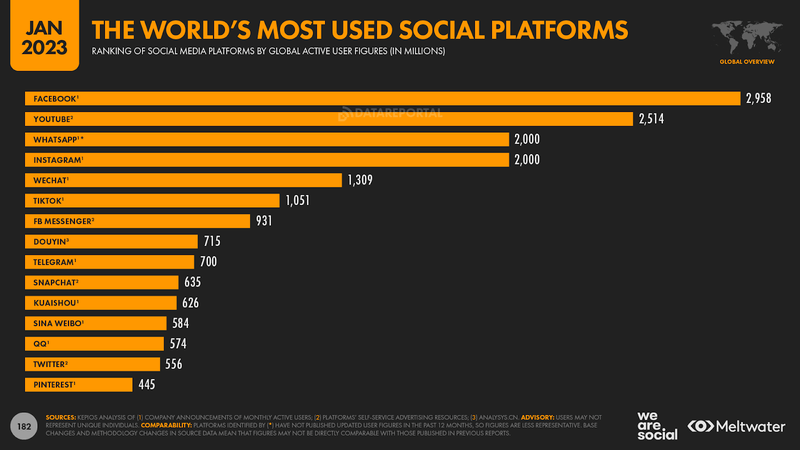 JAN
2023
THE WORLD'S MOST USED SOCIAL PLATFORMS
RANKING OF SOCIAL MEDIA PLATFORMS BY GLOBAL ACTIVE USER FIGURES (IN MILLIONS)
GLOBAL OVERVIEW
DATAREPORTAL
FACEBOOK¹ 2,958
YOUTUBE² 2,514
WHATSAPP¹* 2,000
INSTAGRAM¹ 2,000
WECHAT¹ 1,309
TIKTOK² 1,051
FB MESSENGER² 931
DOUYIN³ 715
TELEGRAM¹ 700
SNAPCHAT² 635
KUAISHOU¹ 626
SINA WEIBO¹ 584
QQ¹ 574
TWITTER² 556
PINTEREST¹ 445
182
SOURCES: KEPIOS ANALYSIS OF (1) COMPANY ANNOUNCEMENTS OF MONTHLY ACTIVE USERS; (2) PLATFORMS' SELF-SERVICE ADVERTISING RESOURCES; (3) ANALYSYS.CN. ADVISORY: USERS MAY NOT
REPRESENT UNIQUE INDIVIDUALS. COMPARABILITY: PLATFORMS IDENTIFIED BY (*) HAVE NOT PUBLISHED UPDATED USER FIGURES IN THE PAST 12 MONTHS, SO FIGURES ARE LESS REPRESENTATIVE. BASE
CHANGES AND METHODOLOGY CHANGES IN SOURCE DATA MEAN THAT FIGURES MAY NOT BE DIRECTLY COMPARABLE WITH THOSE PUBLISHED IN PREVIOUS REPORTS.
we
are
social
Meltwater